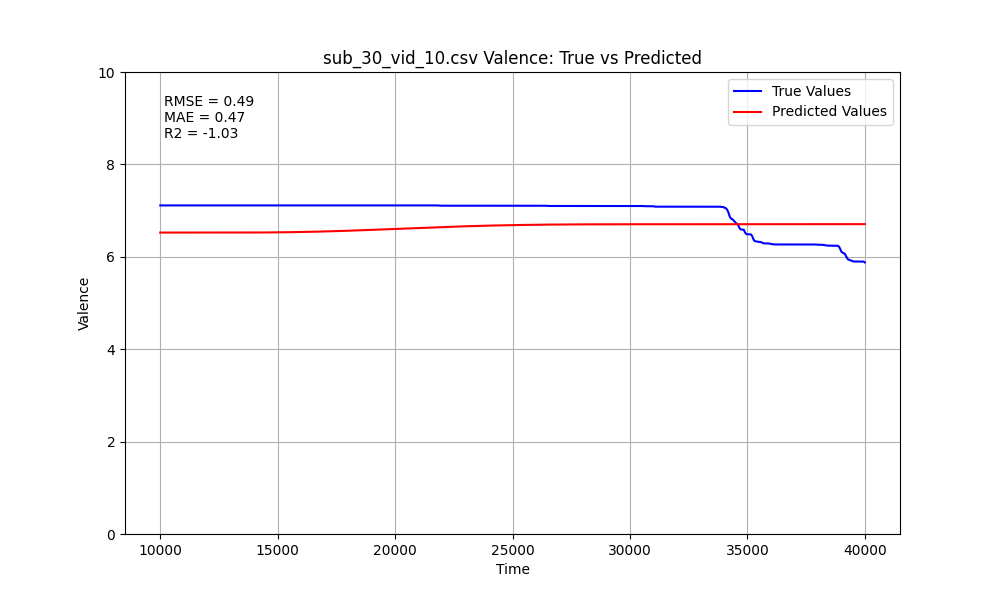 sub_30_vid_10.csv Valence: True vs Predicted
RMSE = 0.49
MAE = 0.47
R2 = -1.03
True Values
Predicted Values
10
8
6
4
2
0
Valence
10000 15000 20000 25000 30000 35000 40000
Time